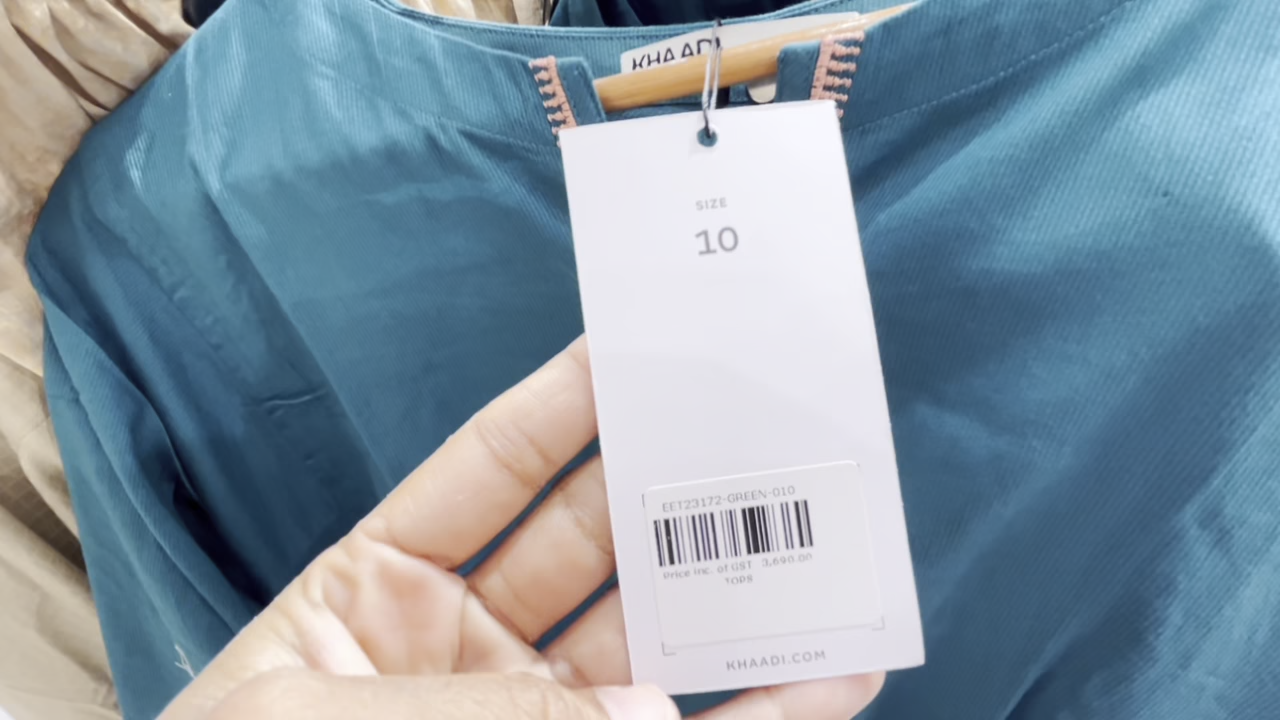 KHAADI
SIZE
10
EET23172-GREEN-010
Price inc. of GST 3,690.00
TOPS
KHAADI.COM